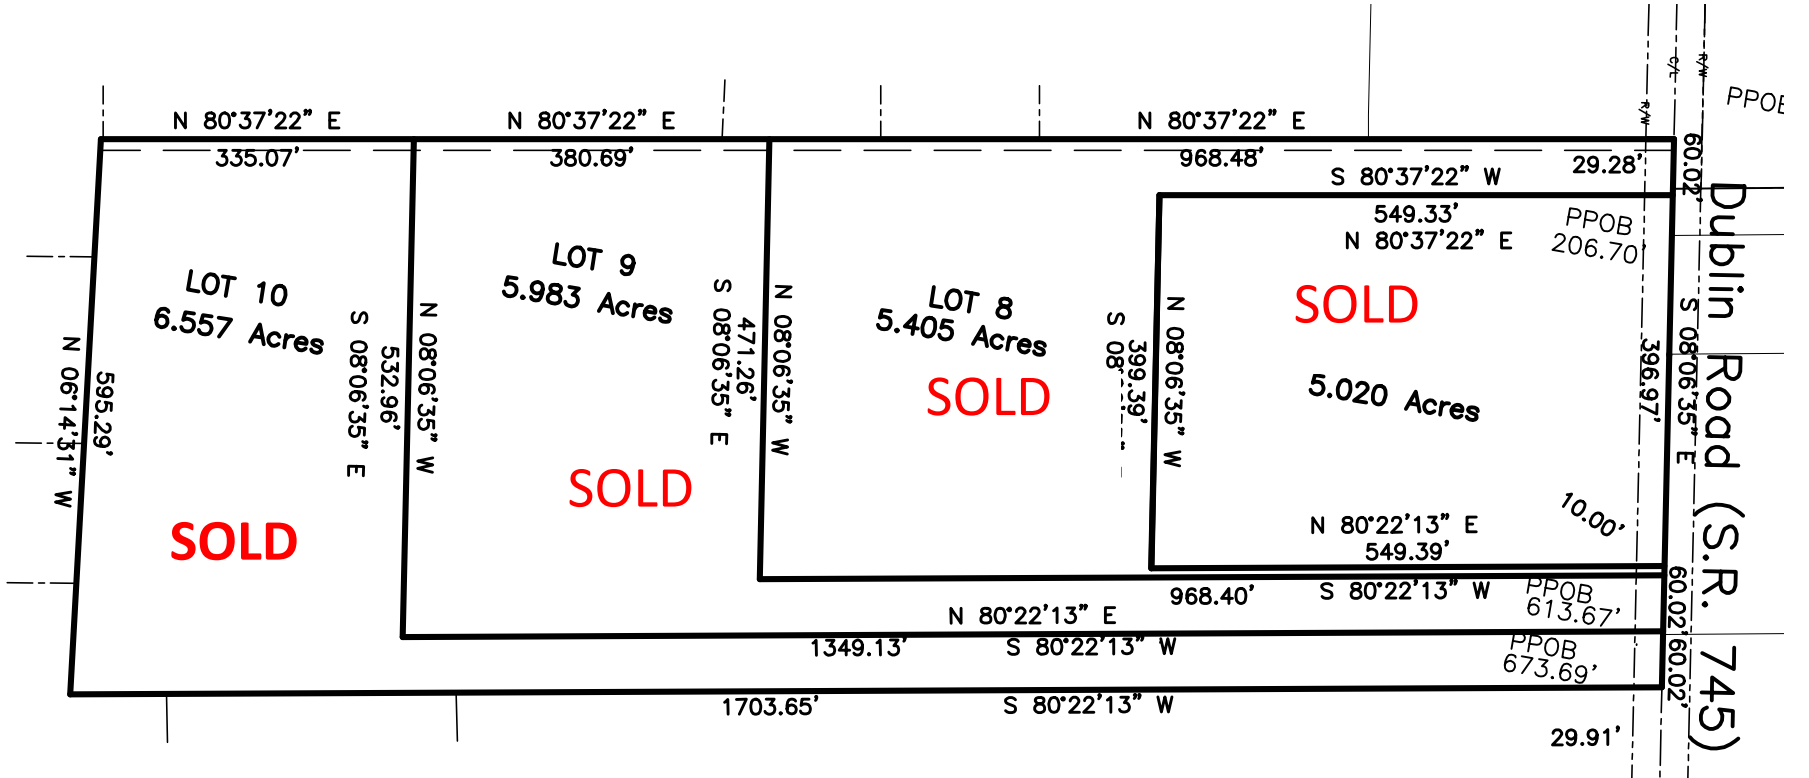 R/W
C/L
R/W
PPOB
N 80°37'22" E
N 80°37'22" E
N 80°37'22" E
335.07'
380.69'
968.48'
29.28'
60.02'
S 80°37'22" W
549.33'
N 80°37'22" E
PPOB
206.70'
LOT 10
6.557 Acres
LOT 9
5.983 Acres
LOT 8
5.405 Acres
5.020 Acres
SOLD
SOLD
SOLD
SOLD
N 06°14'31" W
595.29'
S 08°06'35" E
532.96'
N 08°06'35" W
S 08°06'35" E
471.26'
N 08°06'35" W
S 08°
399.39'
N 08°06'35" W
396.97'
S 08°06'35" E
Dublin Road (S.R. 745)
10.00'
N 80°22'13" E
549.39'
968.40'
S 80°22'13" W
PPOB
613.67'
60.02'
N 80°22'13" E
1349.13'
S 80°22'13" W
PPOB
673.69'
60.02'
1703.65'
S 80°22'13" W
29.91'